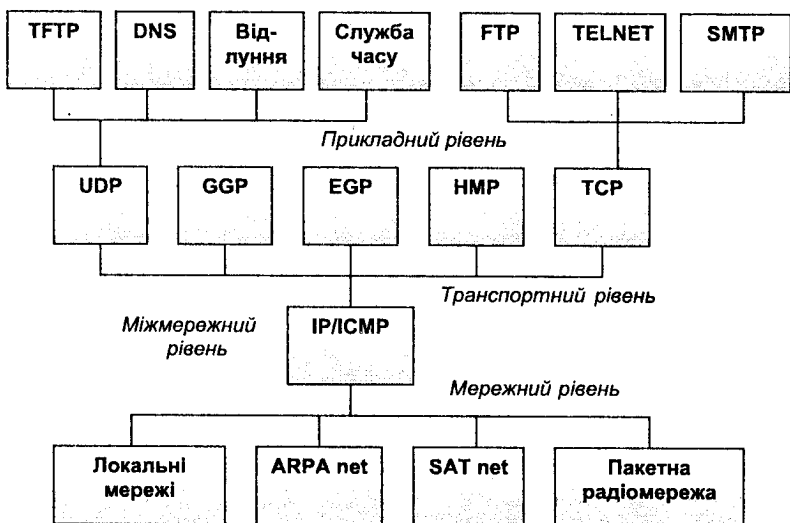 TFTP
DNS
Від-
луння
Служба
часу
FTP
TELNET
SMTP
Прикладний рівень
UDP
GGP
EGP
HMP
TCP
Транспортний рівень
Міжмережний
рівень
IP/ICMP
Мережний рівень
Локальні
мережі
ARPA net
SAT net
Пакетна
радіомережа